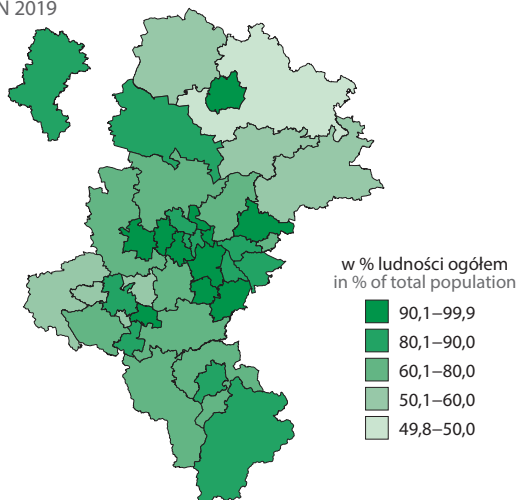 N 2019
w % ludności ogółem
in % of total population
90,1–99,9
80,1–90,0
60,1–80,0
50,1–60,0
49,8–50,0